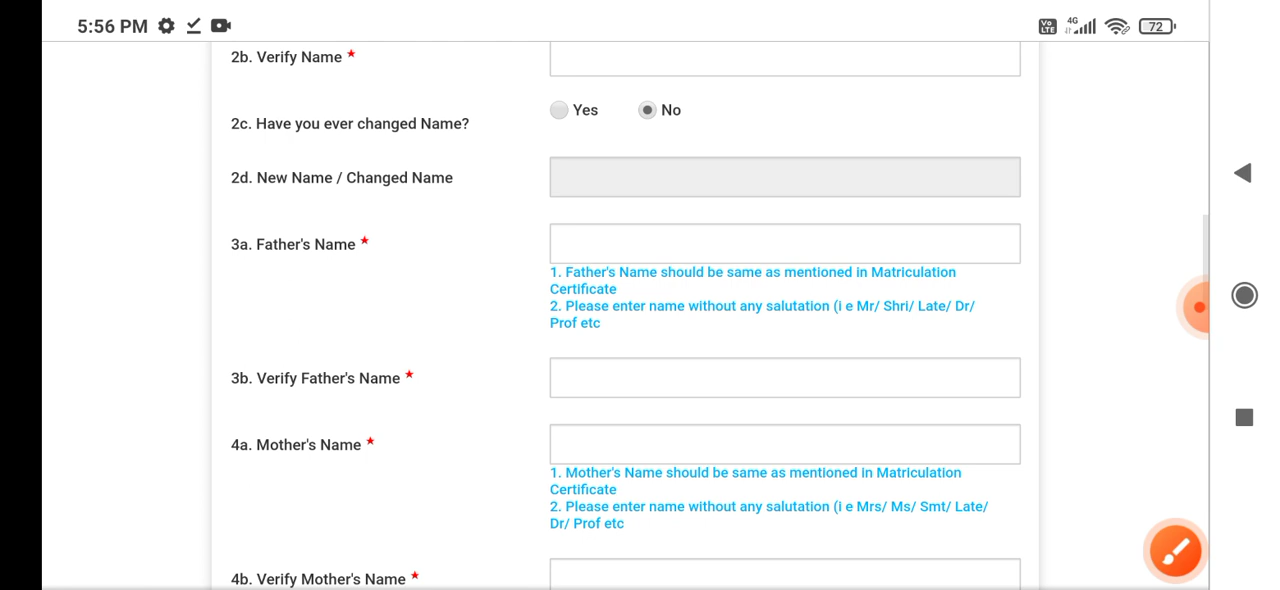 5:56 PM
Vo LTE 4G 72
2b. Verify Name *
Yes No
2c. Have you ever changed Name?
2d. New Name / Changed Name
3a. Father's Name *
1. Father's Name should be same as mentioned in Matriculation
Certificate
2. Please enter name without any salutation (i e Mr/ Shri/ Late/ Dr/
Prof etc
3b. Verify Father's Name *
4a. Mother's Name *
1. Mother's Name should be same as mentioned in Matriculation
Certificate
2. Please enter name without any salutation (i e Mrs/ Ms/ Smt/ Late/
Dr/ Prof etc
4b. Verify Mother's Name *